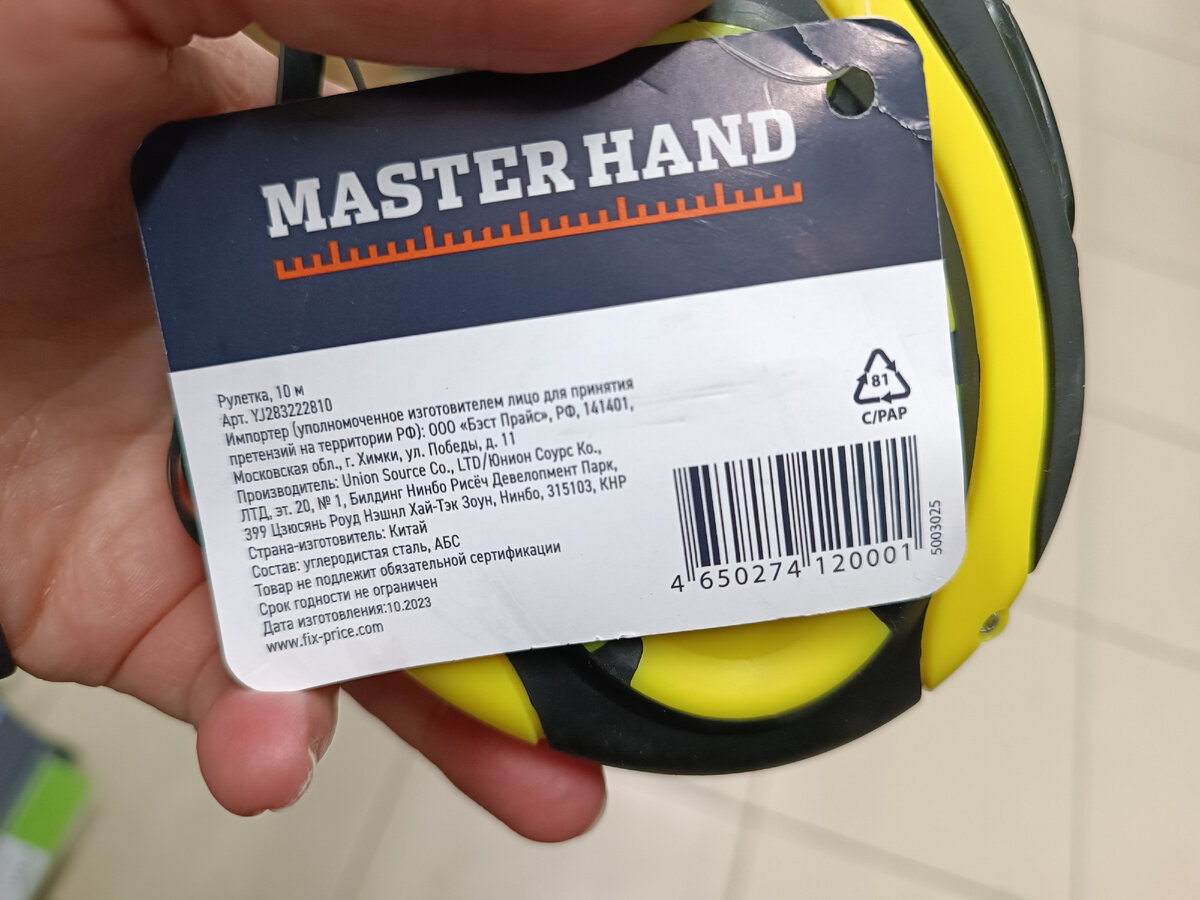 MASTER HAND
Рулетка, 10 м
Арт. YJ283222810
Импортер (уполномоченное изготовителем лицо для принятия
претензий на территории РФ): ООО «Бэст Прайс», РФ, 141401,
Московская обл., г. Химки, ул. Победы, д. 11
Производитель: Union Source Co., LTD/Юнион Соурс Ко.,
ЛТД, эт. 20, № 1, Билдинг Нинбо Рисёч Девелопмент Парк,
399 Цзюсянь Роуд Нэшнл Хай-Тэк Зоун, Нинбо, 315103, КНР
Страна-изготовитель: Китай
Состав: углеродистая сталь, АБС
Товар не подлежит обязательной сертификации
Срок годности не ограничен
Дата изготовления:10.2023
www.fix-price.com
81
C/PAP
4 650274 120001
5003025